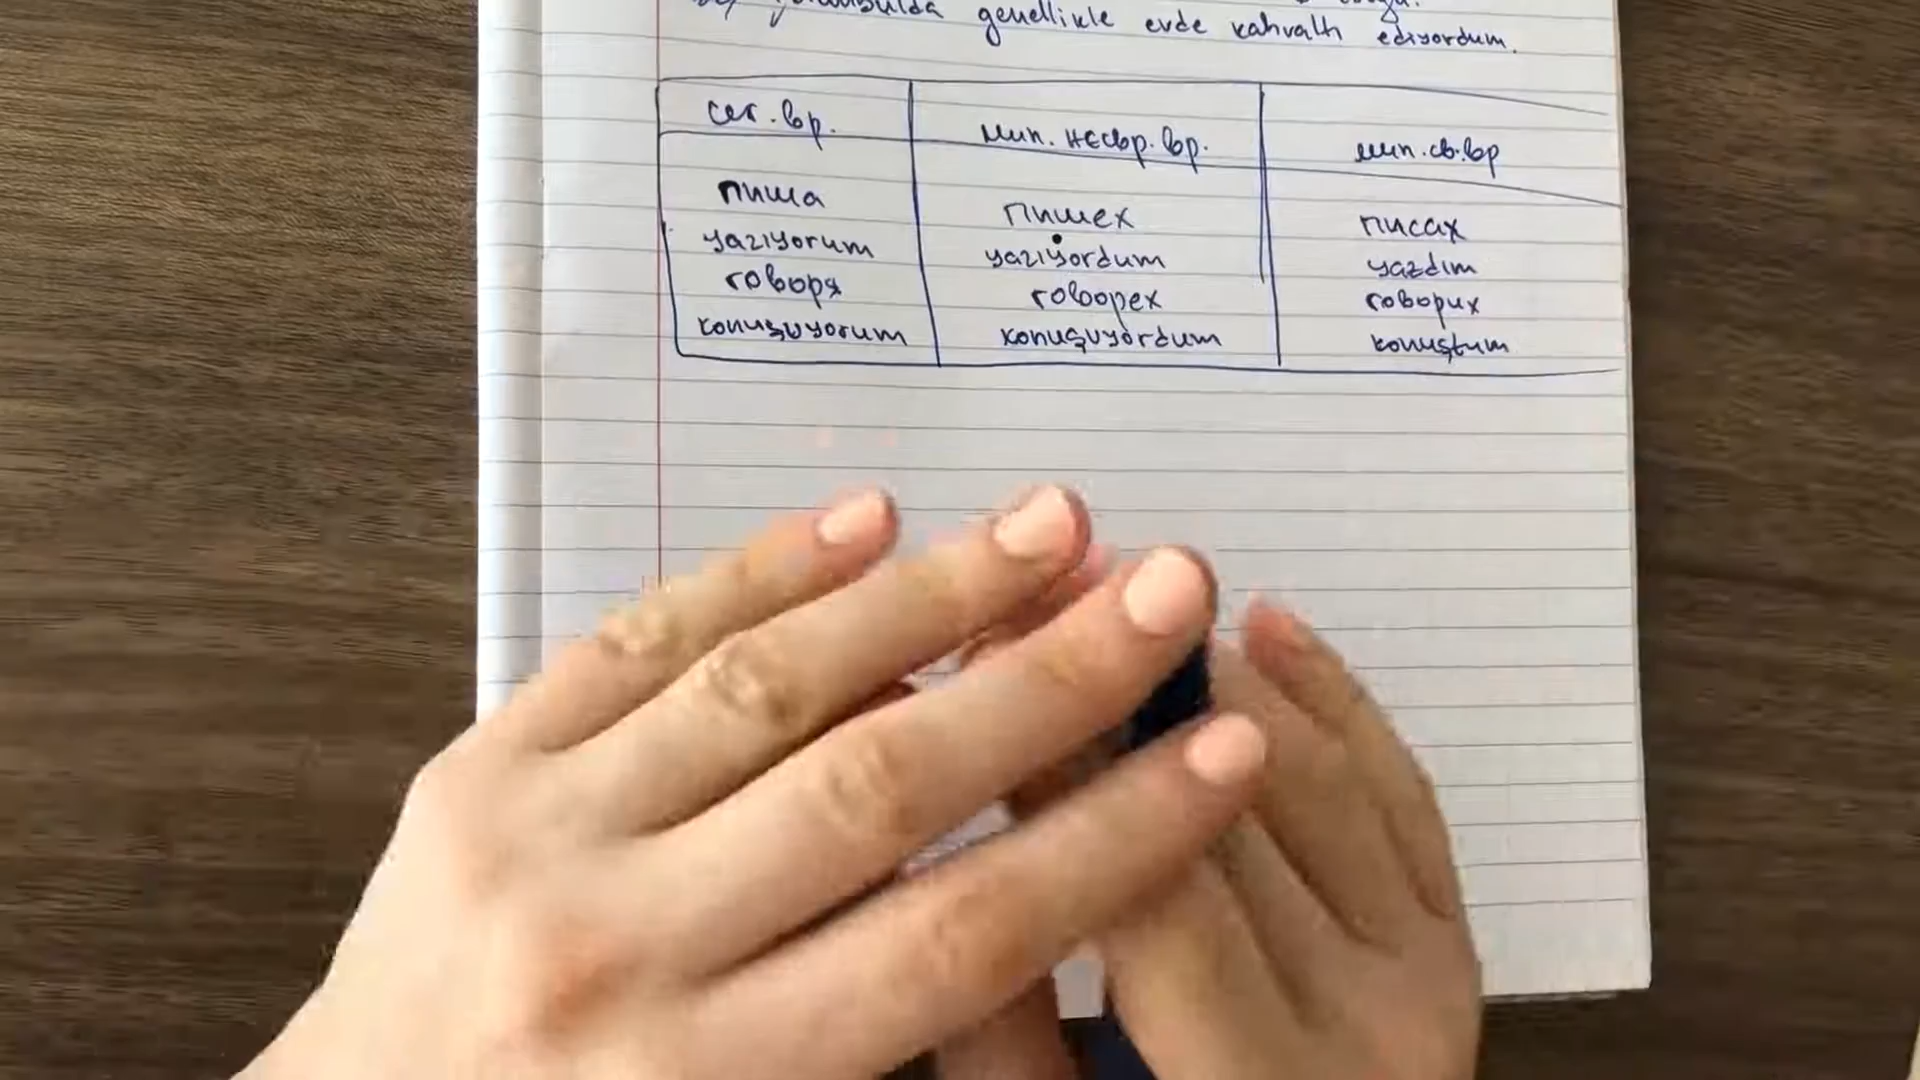 genellikle evde kahvaltı ediyordum.
сег. вр.
мин. несвр. вр.
мин. св. вр
пиша
пишех
писах
yazıyorum
yazıyordum
yazdım
говоря
говорех
говорих
konuşuyorum
konuşuyordum
konuştum